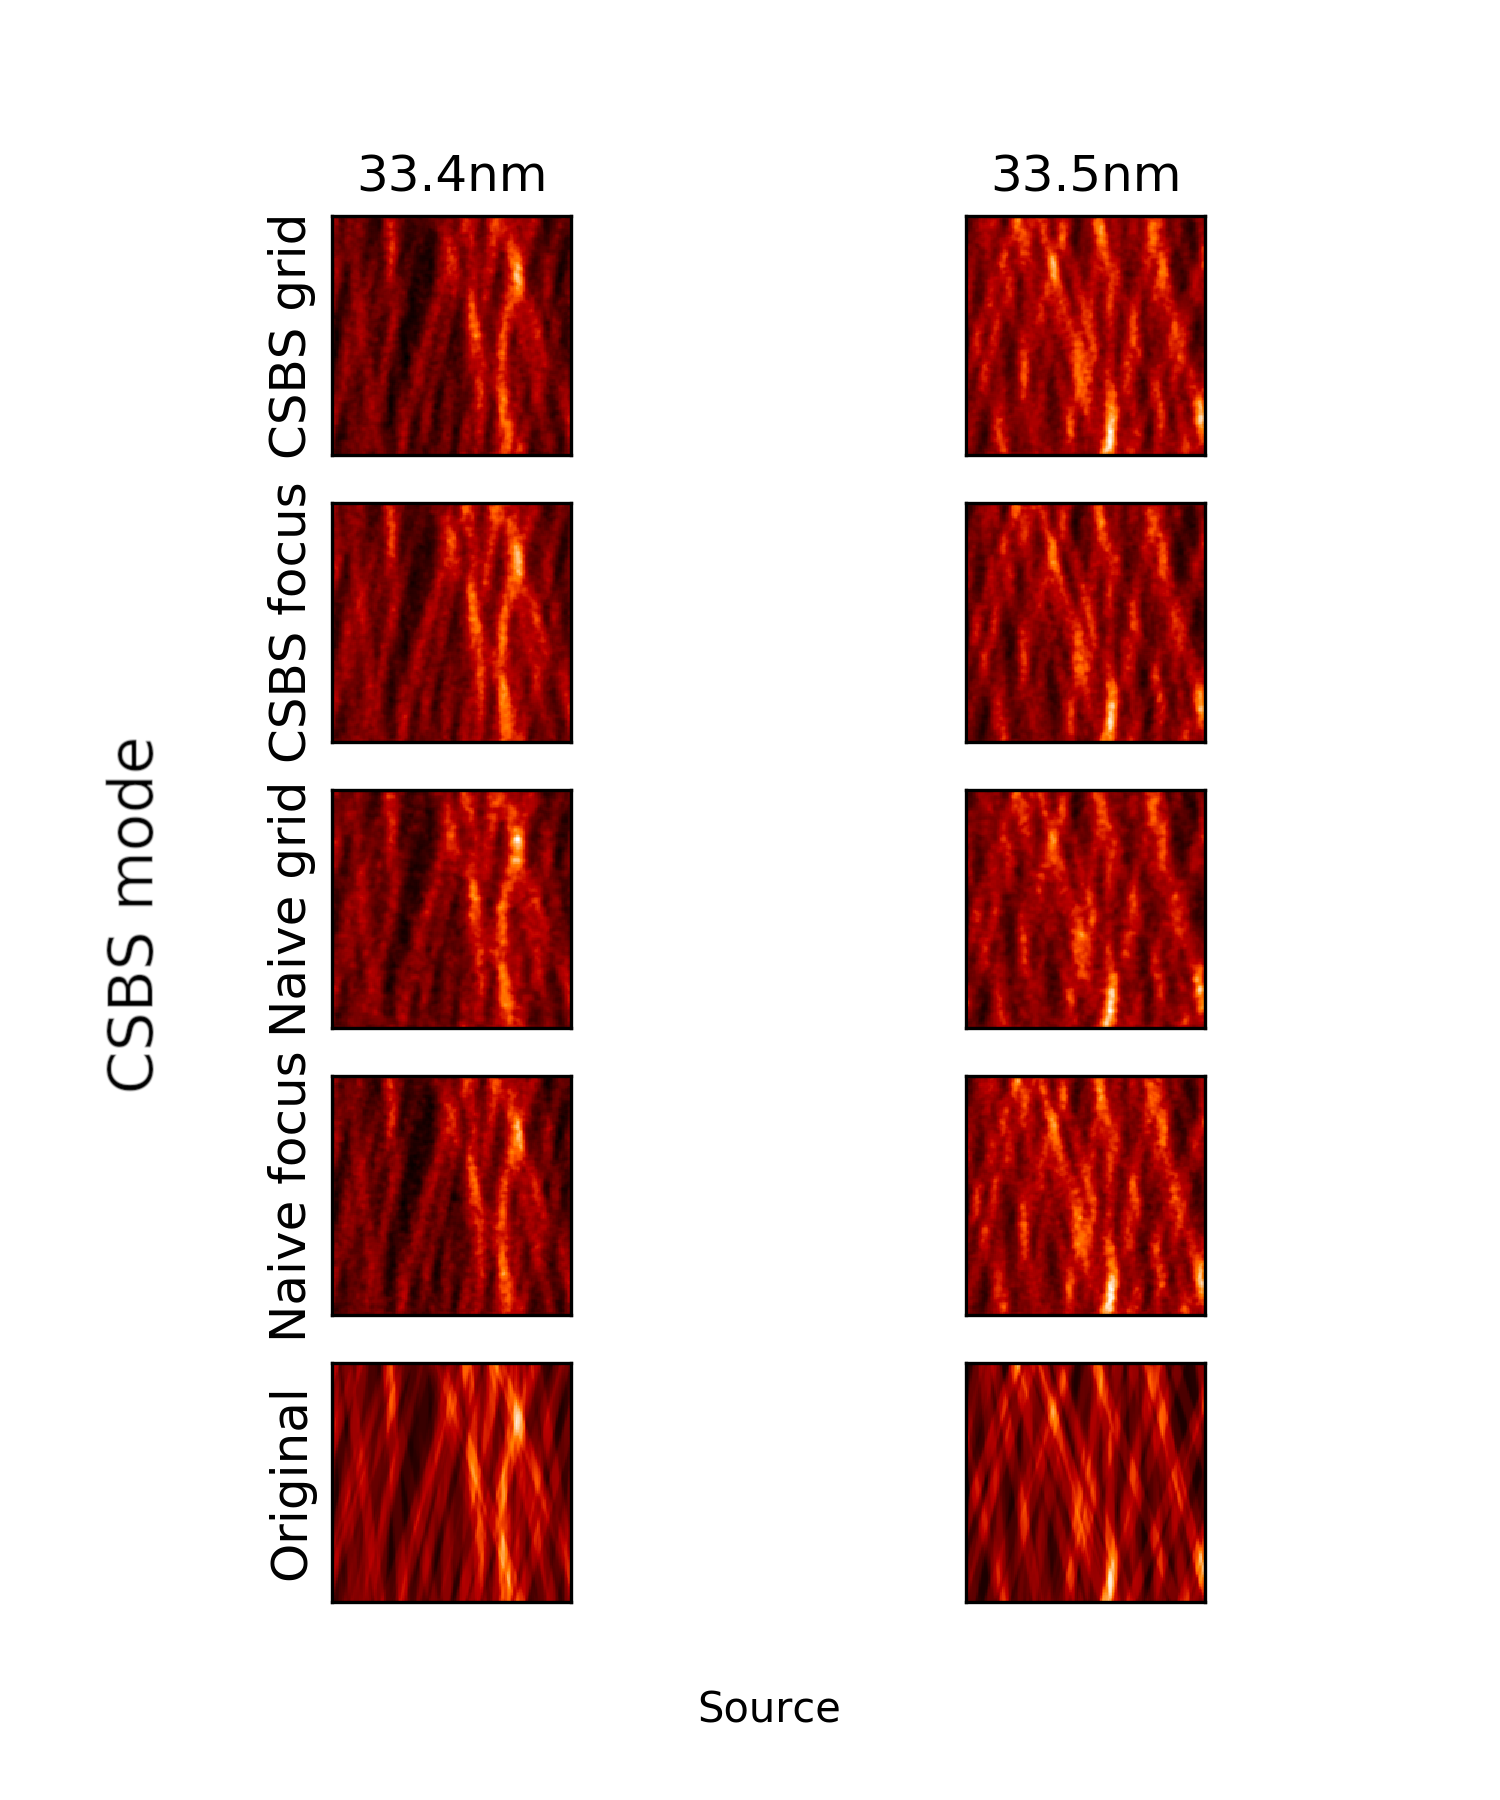 33.4nm
33.5nm
CSBS grid
CSBS focus
Naive grid
Naive focus
Original
CSBS mode
Source